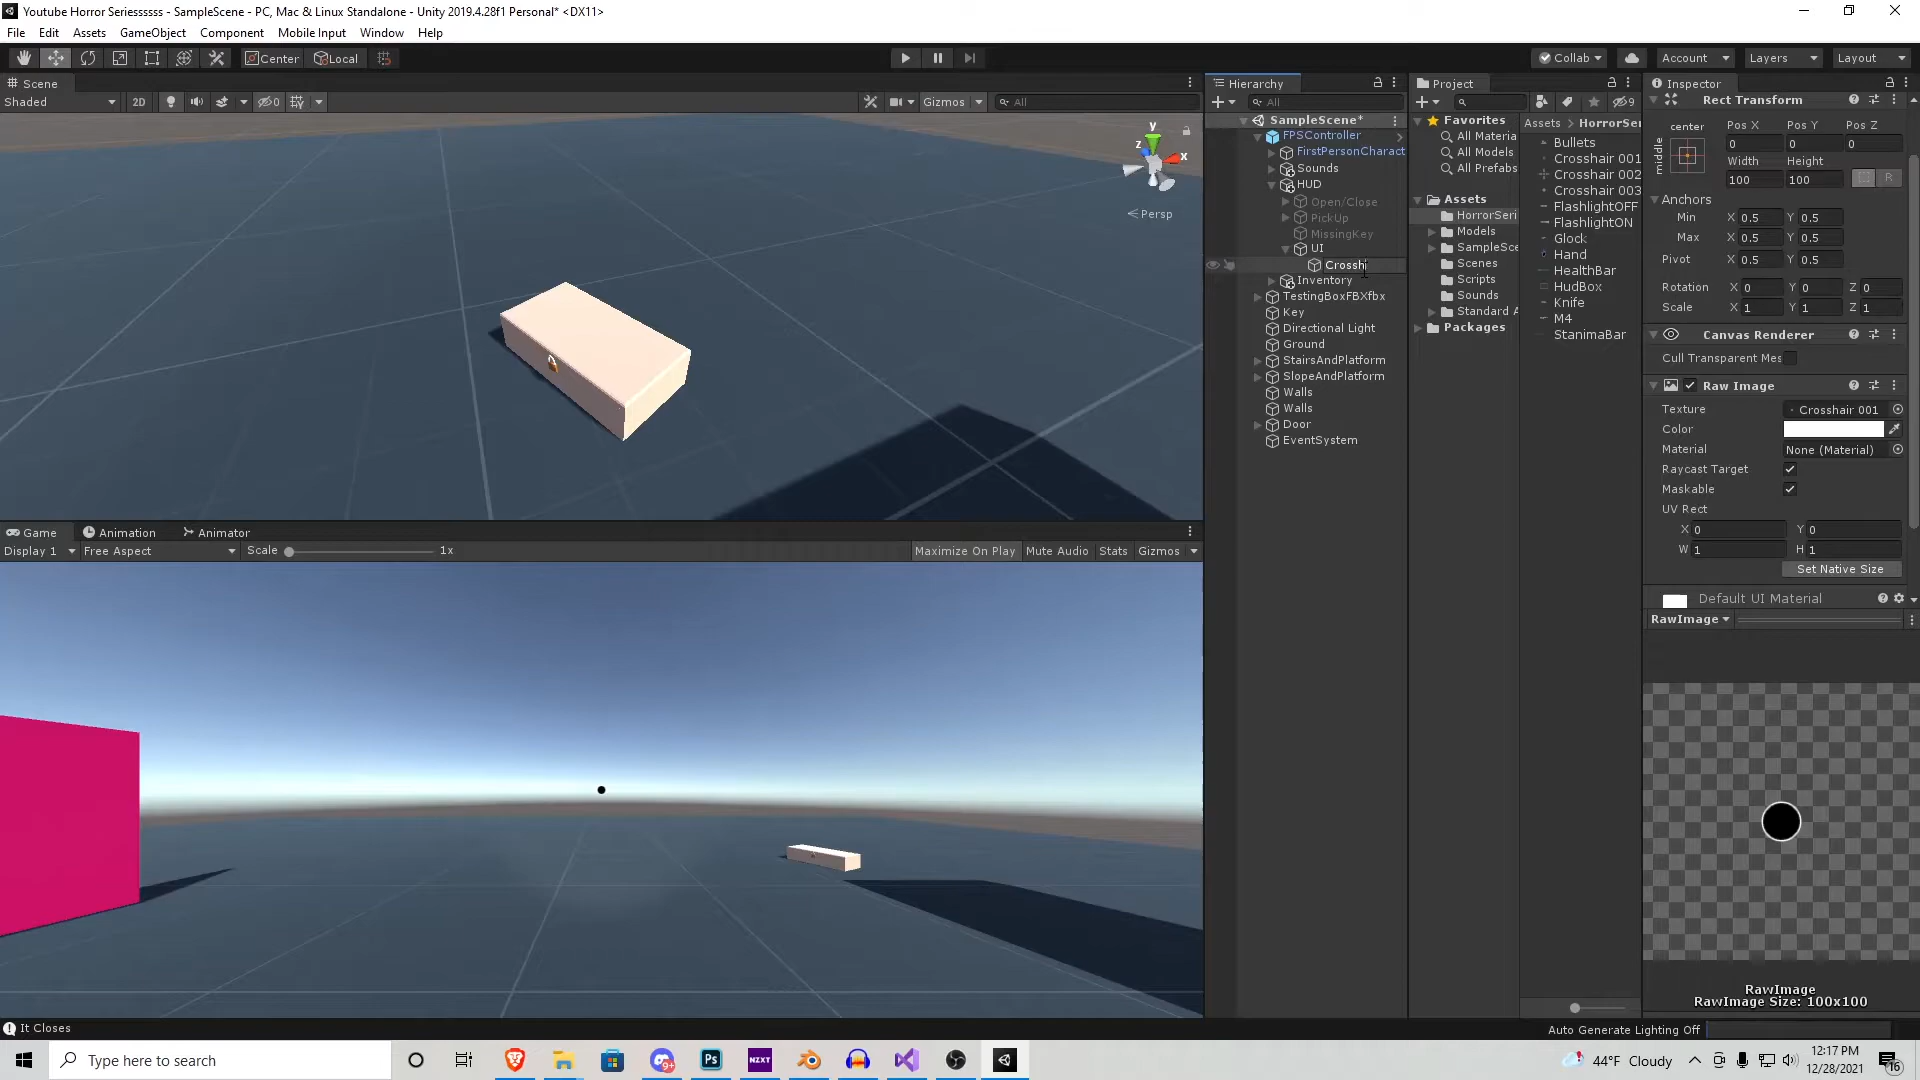 Youtube Horror Seriesssss - SampleScene - PC, Mac & Linux Standalone - Unity 2019.4.28f1 Personal* <DX11>
File Edit Assets GameObject Component Mobile Input Window Help
Center Local Collab Account Layers Layout
Scene
Shaded 2D 0 Gizmos All
y
z x
Persp
Game Animation Animator
Display 1 Free Aspect Scale 1x Maximize On Play Mute Audio Stats Gizmos
Hierarchy
All
SampleScene*
FPSController
FirstPersonCharact
Sounds
HUD
Open/Close
PickUp
MissingKey
UI
Crossh
Inventory
TestingBoxFBXfbx
Key
Directional Light
Ground
StairsAndPlatform
SlopeAndPlatform
Walls
Walls
Door
EventSystem
Project
9
Favorites
All Materia
All Models
All Prefabs
Assets
HorrorSeri
Models
SampleSce
Scenes
Scripts
Sounds
Standard A
Packages
Assets > HorrorSer
Bullets
Crosshair 001
Crosshair 002
Crosshair 003
FlashlightOFF
FlashlightON
Glock
Hand
HealthBar
HudBox
Knife
M4
StanimaBar
Inspector
Rect Transform
center Pos X Pos Y Pos Z
middle 0 0 0
Width Height
100 100 R
Anchors
Min X 0.5 Y 0.5
Max X 0.5 Y 0.5
Pivot X 0.5 Y 0.5
Rotation X 0 Y 0 Z 0
Scale X 1 Y 1 Z 1
Canvas Renderer
Cull Transparent Mes
Raw Image
Texture Crosshair 001
Color
Material None (Material)
Raycast Target
Maskable
UV Rect
X 0 Y 0
W 1 H 1
Set Native Size
Default UI Material
RawImage
RawImage
RawImage Size: 100x100
It Closes Auto Generate Lighting Off
Type here to search 9+ Ps NZXT 44°F Cloudy 12:17 PM
12/28/2021 16